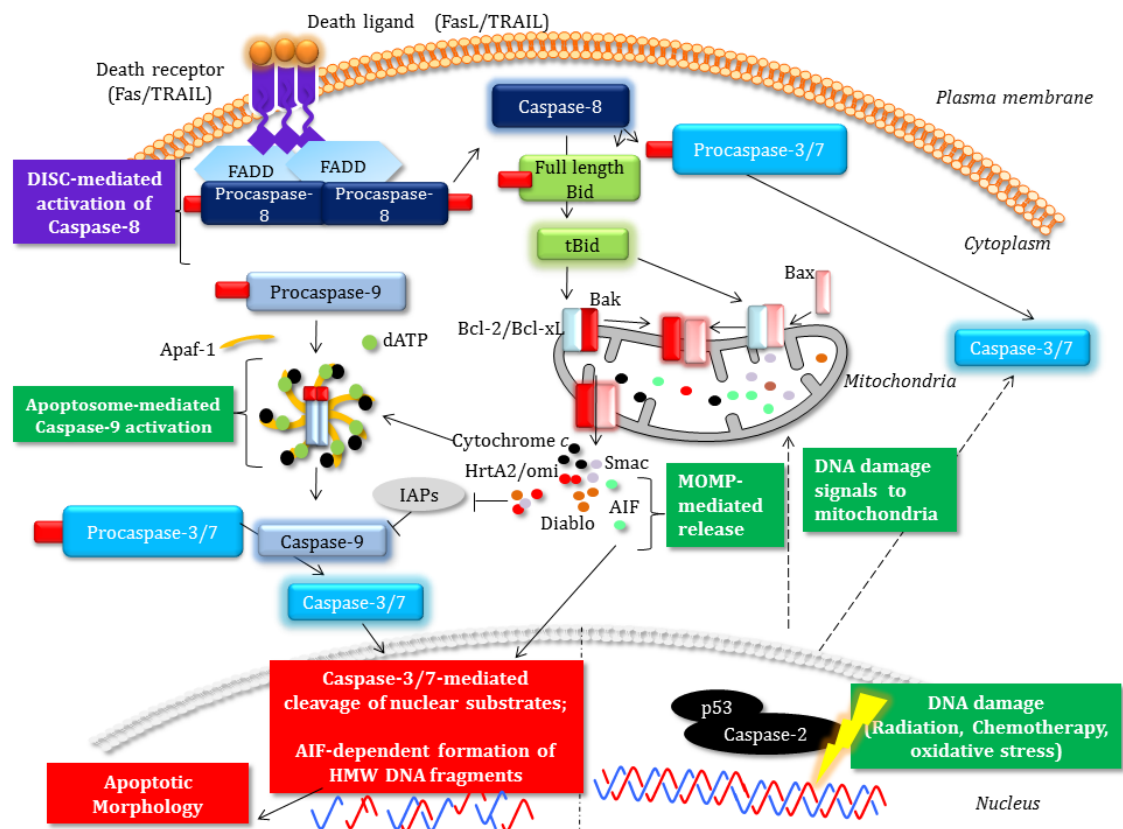 Death ligand (FasL/TRAIL)
Death receptor
(Fas/TRAIL)
Plasma membrane
Caspase-8
Procaspase-3/7
FADD
FADD
Full length
Bid
DISC-mediated
activation of
Caspase-8
Procaspase-
8
Procaspase-
8
Cytoplasm
tBid
Procaspase-9
Bak
Bax
Bcl-2/Bcl-xL
Apaf-1
dATP
Caspase-3/7
Mitochondria
Apoptosome-mediated
Caspase-9 activation
Cytochrome c
HrtA2/omi
Smac
IAPs
Diablo
AIF
MOMP-
mediated
release
DNA damage
signals to
mitochondria
Procaspase-3/7
Caspase-9
Caspase-3/7
Caspase-3/7-mediated
cleavage of nuclear substrates;
AIF-dependent formation of
HMW DNA fragments
p53
Caspase-2
DNA damage
(Radiation, Chemotherapy,
oxidative stress)
Apoptotic
Morphology
Nucleus